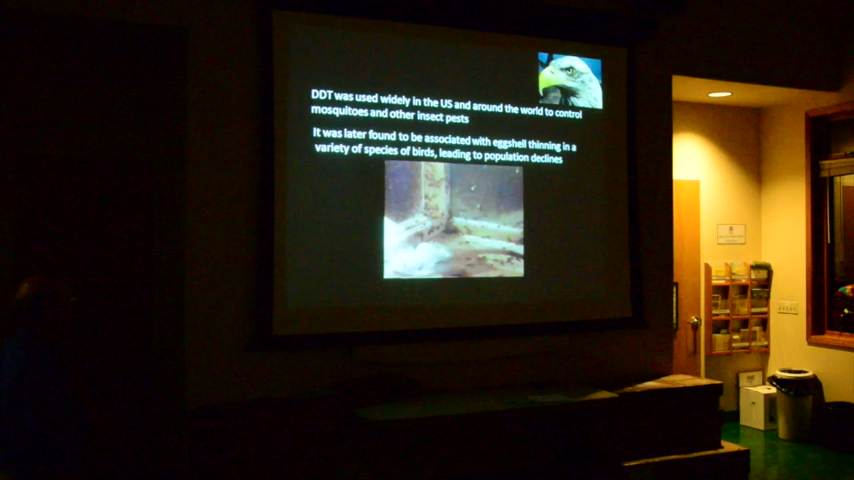 DDT was used widely in the US and around the world to control
mosquitoes and other insect pests
It was later found to be associated with eggshell thinning in a
variety of species of birds, leading to population declines